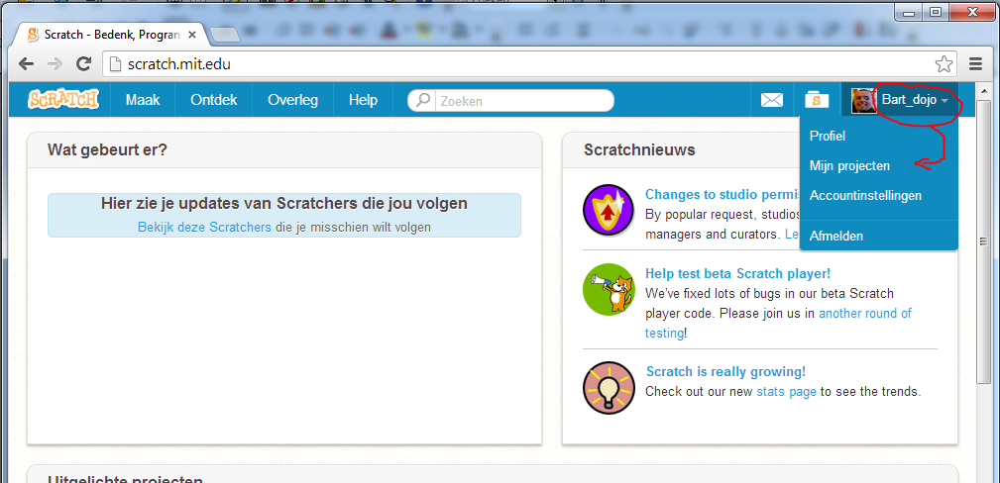 Scratch - Bedenk, Program
scratch.mit.edu
SCRATCH Maak Ontdek Overleg Help Zoeken Bart_dojo
Profiel
Mijn projecten
Accountinstellingen
Afmelden
Wat gebeurt er?
Hier zie je updates van Scratchers die jou volgen
Bekijk deze Scratchers die je misschien wilt volgen
Scratchnieuws
Changes to studio
By popular request, studios
managers and curators.
Help test beta Scratch player!
We've fixed lots of bugs in our beta Scratch
player code. Please join us in another round of
testing!
Scratch is really growing!
Check out our new stats page to see the trends.
Uitgelichte projecten